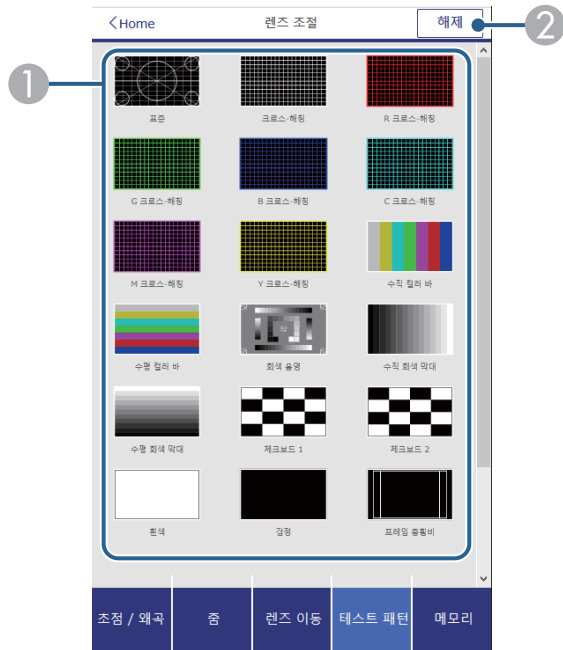 <Home 렌즈 조절 해제 2
1
표준 크로스-해칭 R 크로스-해칭
G 크로스-해칭 B 크로스-해칭 C 크로스-해칭
M 크로스-해칭 Y 크로스-해칭 수직 컬러 바
수평 컬러 바 회색 음영 수직 회색 막대
수평 회색 막대 체크보드 1 체크보드 2
흰색 검정 프레임 종횡비
초점 / 왜곡 줌 렌즈 이동 테스트 패턴 메모리